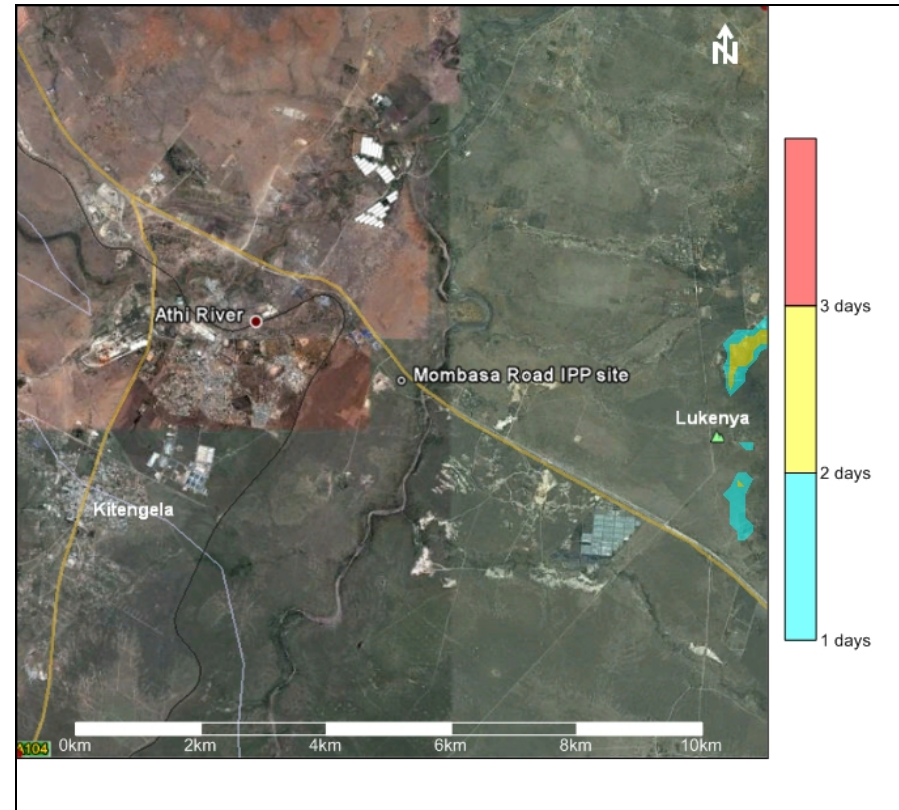 N
3 days
Athi River
Mombasa Road IPP site
Lukenya
2 days
Kitengela
1 days
A104
0km 2km 4km 6km 8km 10km